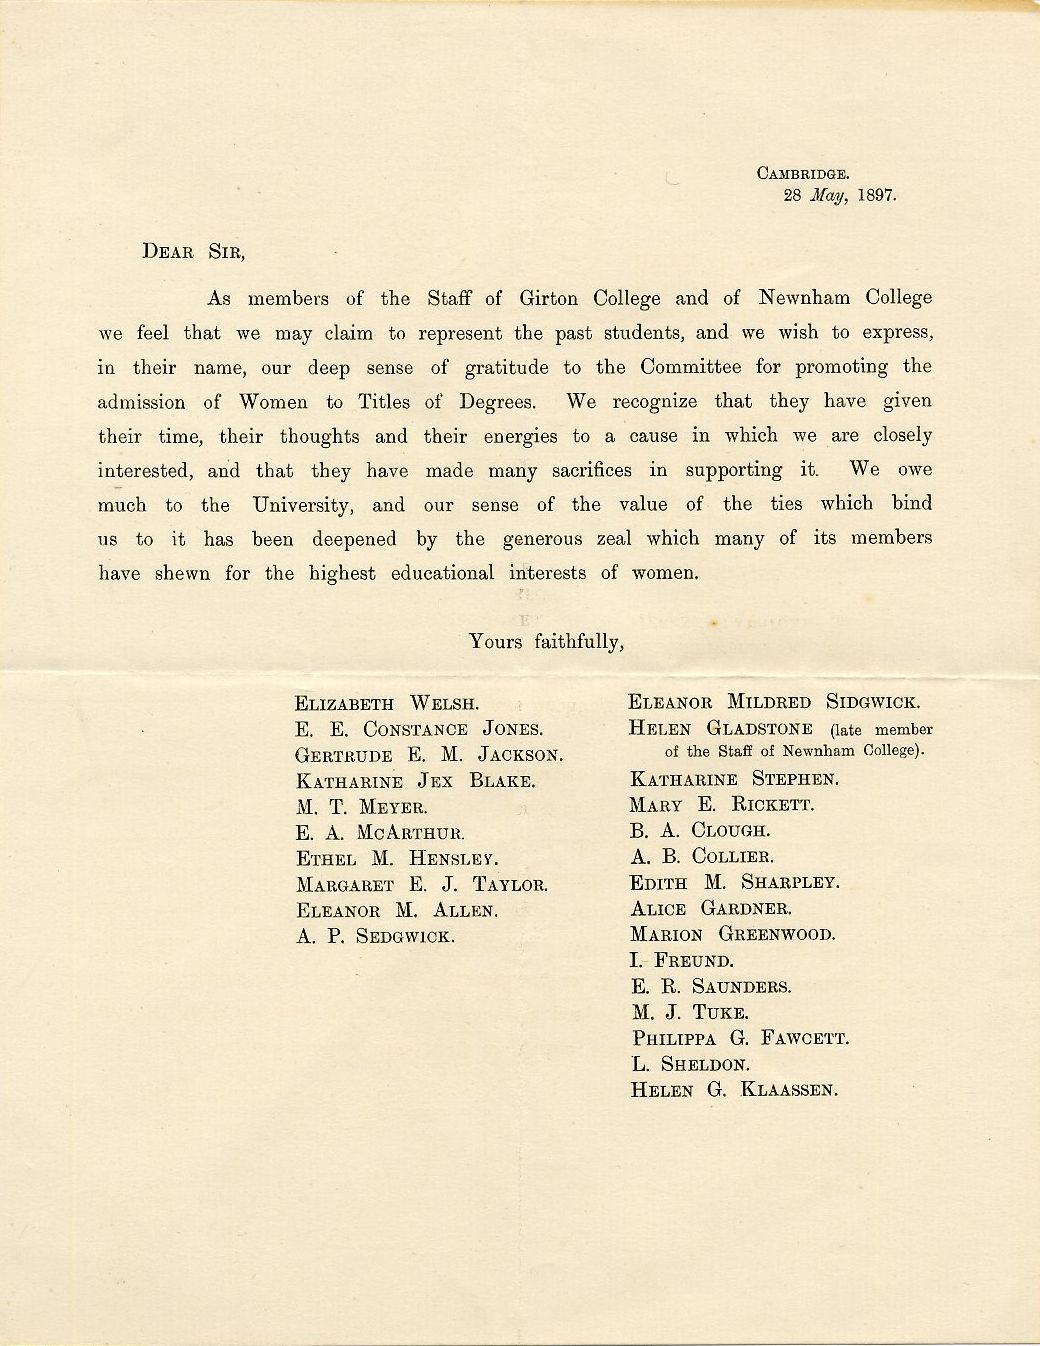 CAMBRIDGE.
28 May, 1897.
DEAR SIR,
As members of the Staff of Girton College and of Newnham College
we feel that we may claim to represent the past students, and we wish to express,
in their name, our deep sense of gratitude to the Committee for promoting the
admission of Women to Titles of Degrees. We recognize that they have given
their time, their thoughts and their energies to a cause in which we are closely
interested, and that they have made many sacrifices in supporting it. We owe
much to the University, and our sense of the value of the ties which bind
us to it has been deepened by the generous zeal which many of its members
have shewn for the highest educational interests of women.
Yours faithfully,
ELIZABETH WELSH.
E. E. CONSTANCE JONES.
GERTRUDE E. M. JACKSON.
KATHARINE JEX BLAKE.
M. T. MEYER.
E. A. MCARTHUR.
ETHEL M. HENSLEY.
MARGARET E. J. TAYLOR.
ELEANOR M. ALLEN.
A. P. SEDGWICK.
ELEANOR MILDRED SIDGWICK.
HELEN GLADSTONE (late member
of the Staff of Newnham College).
KATHARINE STEPHEN.
MARY E. RICKETT.
B. A. CLOUGH.
A. B. COLLIER.
EDITH M. SHARPLEY.
ALICE GARDNER.
MARION GREENWOOD.
I. FREUND.
E. R. SAUNDERS.
M. J. TUKE.
PHILIPPA G. FAWCETT.
L. SHELDON.
HELEN G. KLAASSEN.